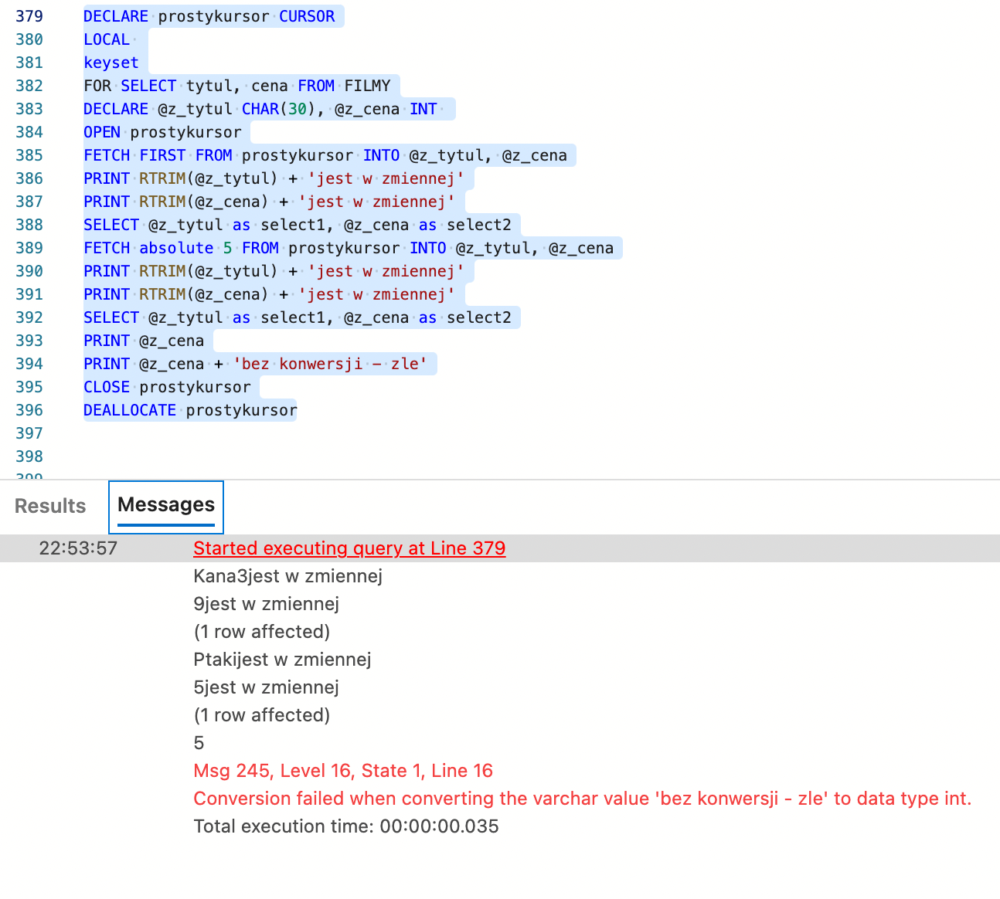 379 DECLARE prostykursor CURSOR
380 LOCAL
381 keyset
382 FOR SELECT tytul, cena FROM FILMY
383 DECLARE @z_tytul CHAR(30), @z_cena INT
384 OPEN prostykursor
385 FETCH FIRST FROM prostykursor INTO @z_tytul, @z_cena
386 PRINT RTRIM(@z_tytul) + 'jest w zmiennej'
387 PRINT RTRIM(@z_cena) + 'jest w zmiennej'
388 SELECT @z_tytul as select1, @z_cena as select2
389 FETCH absolute 5 FROM prostykursor INTO @z_tytul, @z_cena
390 PRINT RTRIM(@z_tytul) + 'jest w zmiennej'
391 PRINT RTRIM(@z_cena) + 'jest w zmiennej'
392 SELECT @z_tytul as select1, @z_cena as select2
393 PRINT @z_cena
394 PRINT @z_cena + 'bez konwersji - zle'
395 CLOSE prostykursor
396 DEALLOCATE prostykursor
397
398
399
Results Messages
22:53:57 Started executing query at Line 379
Kana3jest w zmiennej
9jest w zmiennej
(1 row affected)
Ptakijest w zmiennej
5jest w zmiennej
(1 row affected)
5
Msg 245, Level 16, State 1, Line 16
Conversion failed when converting the varchar value 'bez konwersji - zle' to data type int.
Total execution time: 00:00:00.035